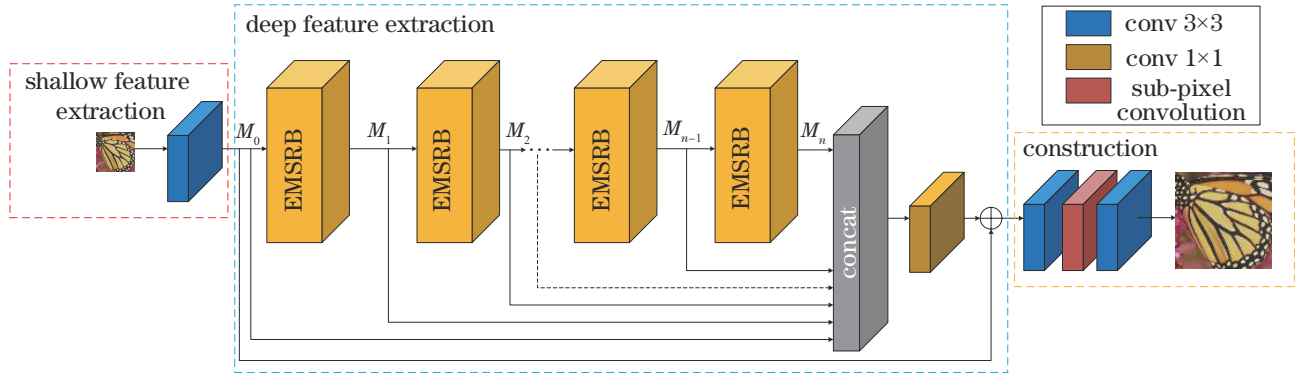 deep feature extraction
conv 3×3
conv 1×1
sub-pixel
convolution
shallow feature
extraction
M0
EMSRB
M1
EMSRB
M2
...
EMSRB
Mn−1
EMSRB
Mn
concat
construction